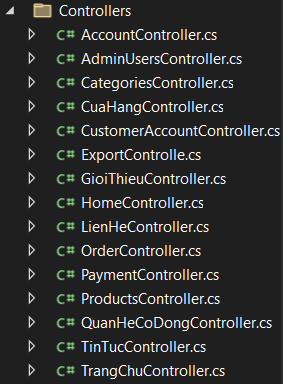 Controllers
C# AccountController.cs
C# AdminUsersController.cs
C# CategoriesController.cs
C# CuaHangController.cs
C# CustomerAccountController.cs
C# ExportControlle.cs
C# GioiThieuController.cs
C# HomeController.cs
C# LienHeController.cs
C# OrderController.cs
C# PaymentController.cs
C# ProductsController.cs
C# QuanHeCoDongController.cs
C# TinTucController.cs
C# TrangChuController.cs